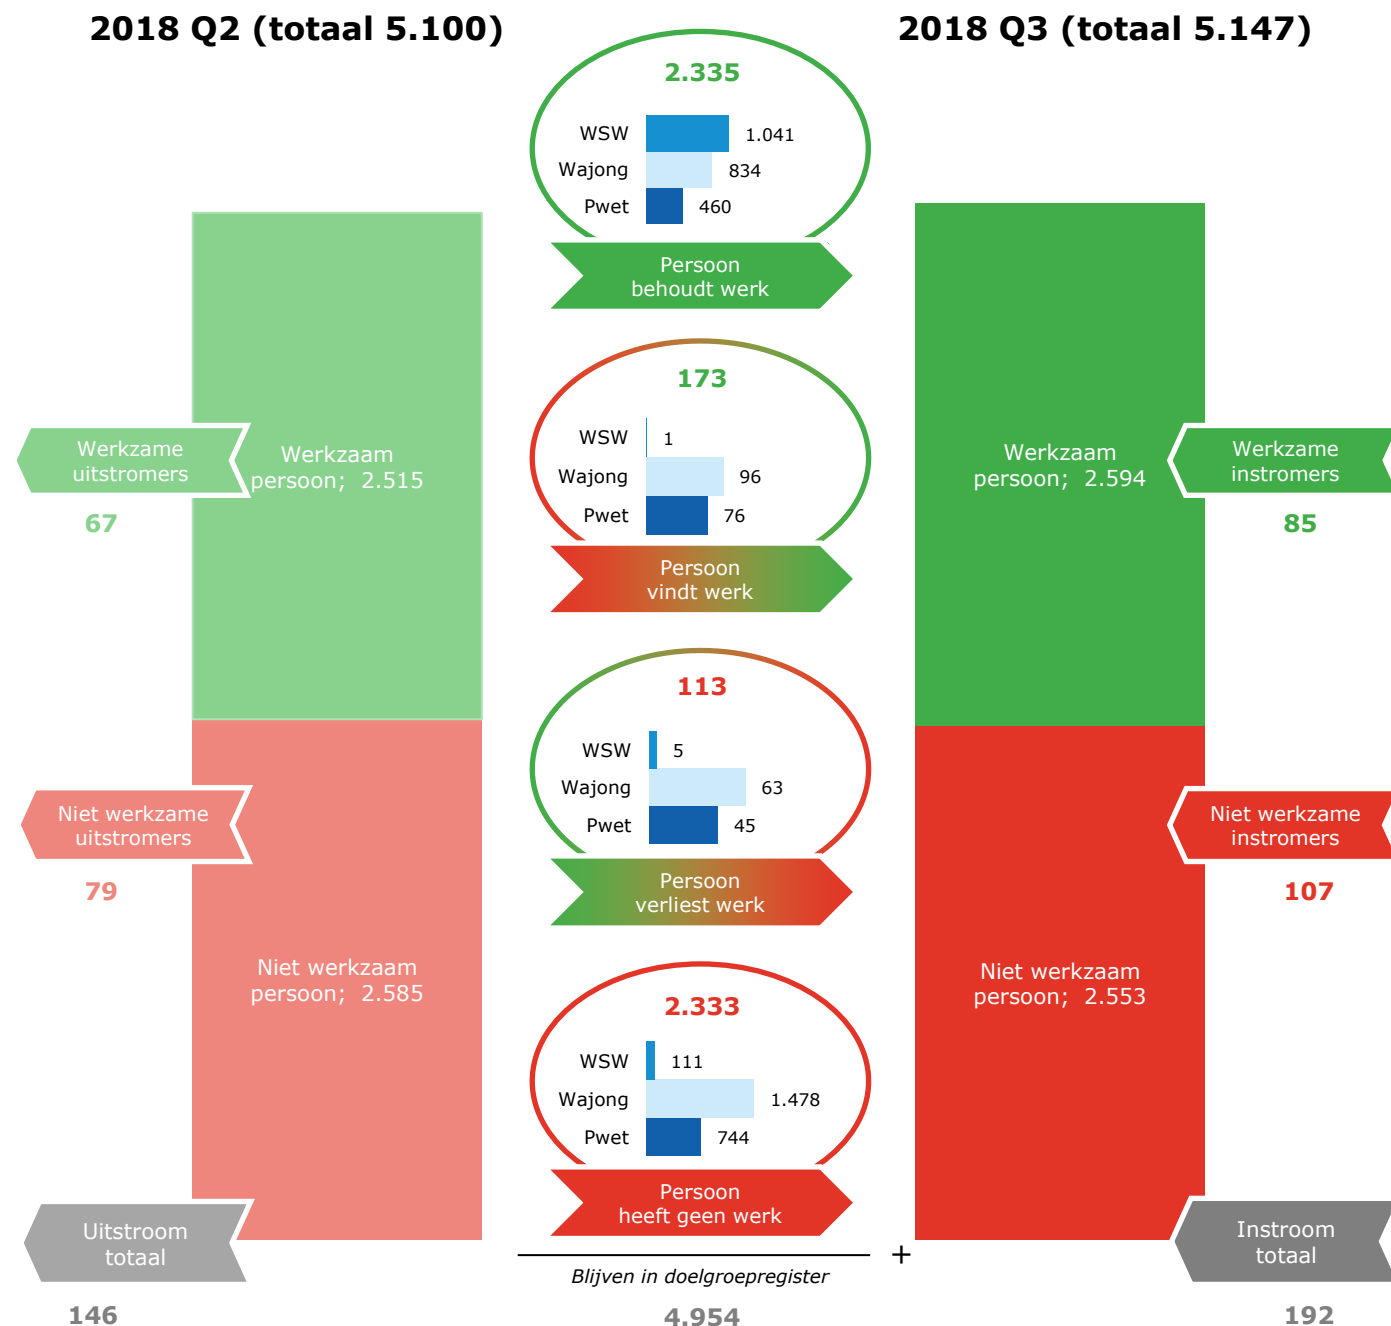 2018 Q2 (totaal 5.100)
2018 Q3 (totaal 5.147)
2.335
WSW 1.041
Wajong 834
Pwet 460
Persoon
behoudt werk
173
WSW 1
Wajong 96
Pwet 76
Persoon
vindt werk
113
WSW 5
Wajong 63
Pwet 45
Persoon
verliest werk
2.333
WSW 111
Wajong 1.478
Pwet 744
Persoon
heeft geen werk
Blijven in doelgroepregister
4.954
+
Werkzame
uitstromers
67
Werkzaam
persoon; 2.515
Niet werkzame
uitstromers
79
Niet werkzaam
persoon; 2.585
Uitstroom
totaal
146
Werkzaam
persoon; 2.594
Werkzame
instromers
85
Niet werkzame
instromers
107
Niet werkzaam
persoon; 2.553
Instroom
totaal
192